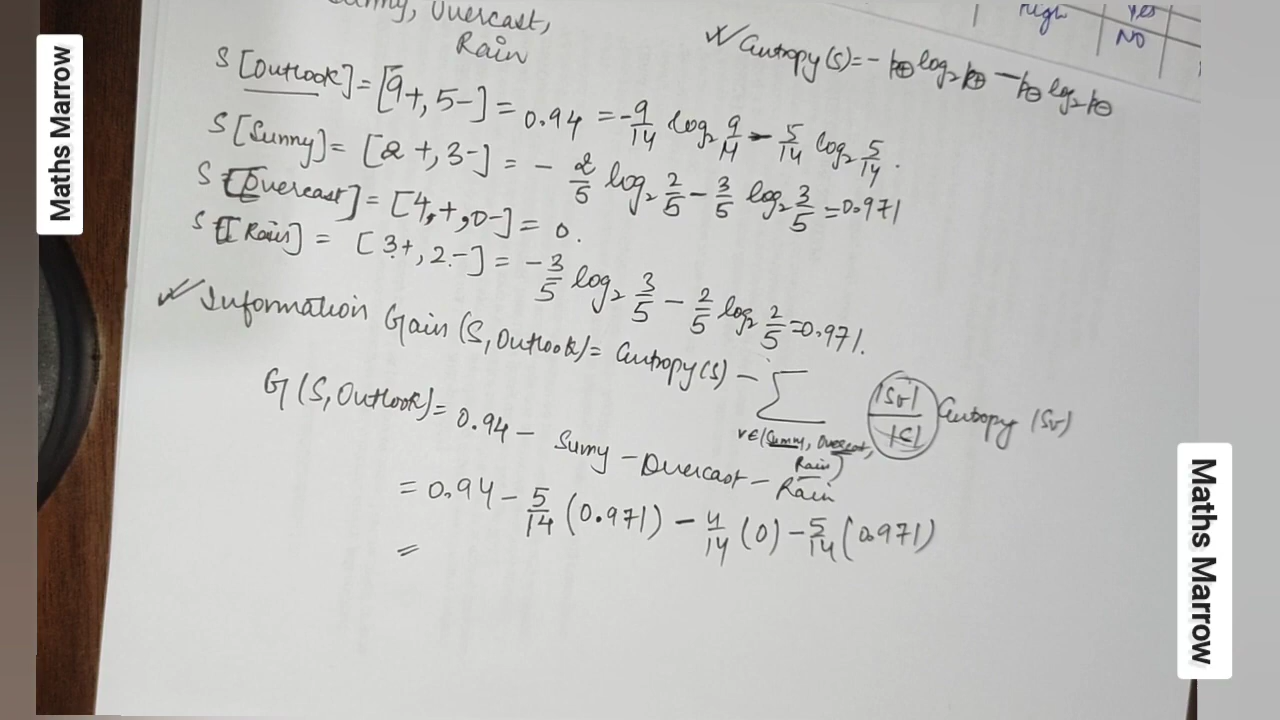 Sunny, Overcast,
Rain
High Yes
No
Entropy(S) = - p⊕ log₂ p⊕ - p⊖ log₂ p⊖
S[Outlook] = [9+, 5-] = 0.94 = -9/14 log₂ 9/14 - 5/14 log₂ 5/14.
S[Sunny] = [2+, 3-] = - 2/5 log₂ 2/5 - 3/5 log₂ 3/5 = 0.971
S[Overcast] = [4,+,0-] = 0.
S[Rain] = [3+, 2-] = -3/5 log₂ 3/5 - 2/5 log₂ 2/5 = 0.971.
Information Gain (S, Outlook) = Entropy(S) - ∑ |Sv|/|S| Entropy (Sv)
v∈(Sunny, Overcast,
Rain)
G(S, Outlook) = 0.94 - Sunny - Overcast - Rain
= 0.94 - 5/14 (0.971) - 4/14 (0) - 5/14 (0.971)
=
Maths Marrow
Maths Marrow